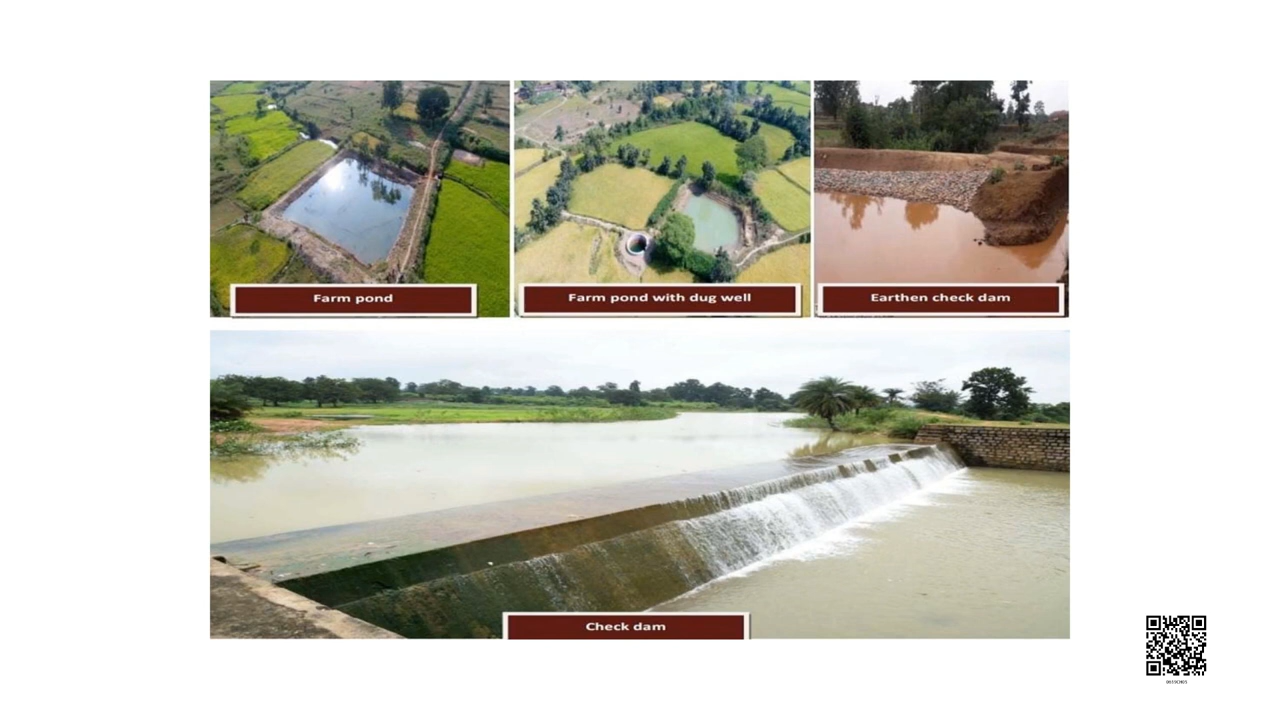 Farm pond
Farm pond with dug well
Earthen check dam
Check dam